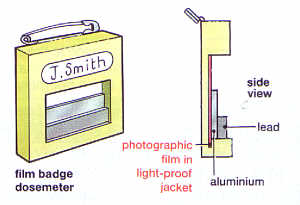 J. Smith
side
view
photographic
film in
light-proof
jacket
lead
aluminium
film badge
dosemeter